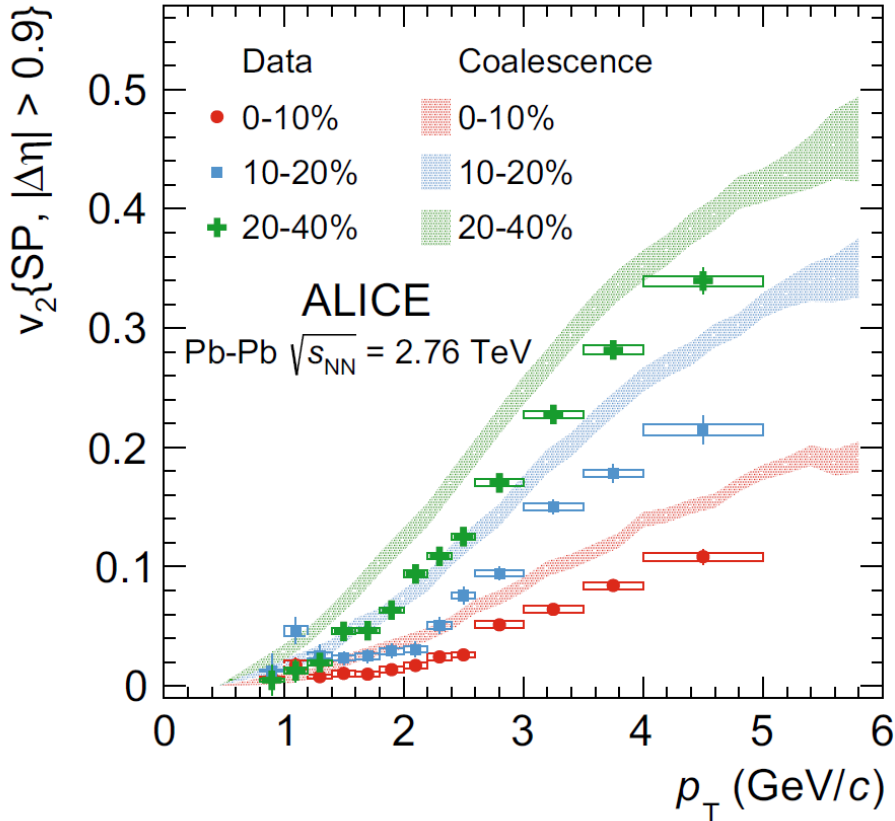 v₂{SP, |Δη| > 0.9}
Data Coalescence
0-10% 0-10%
10-20% 10-20%
20-40% 20-40%
ALICE
Pb-Pb √sNN = 2.76 TeV
0.5
0.4
0.3
0.2
0.1
0
0 1 2 3 4 5 6
pT (GeV/c)